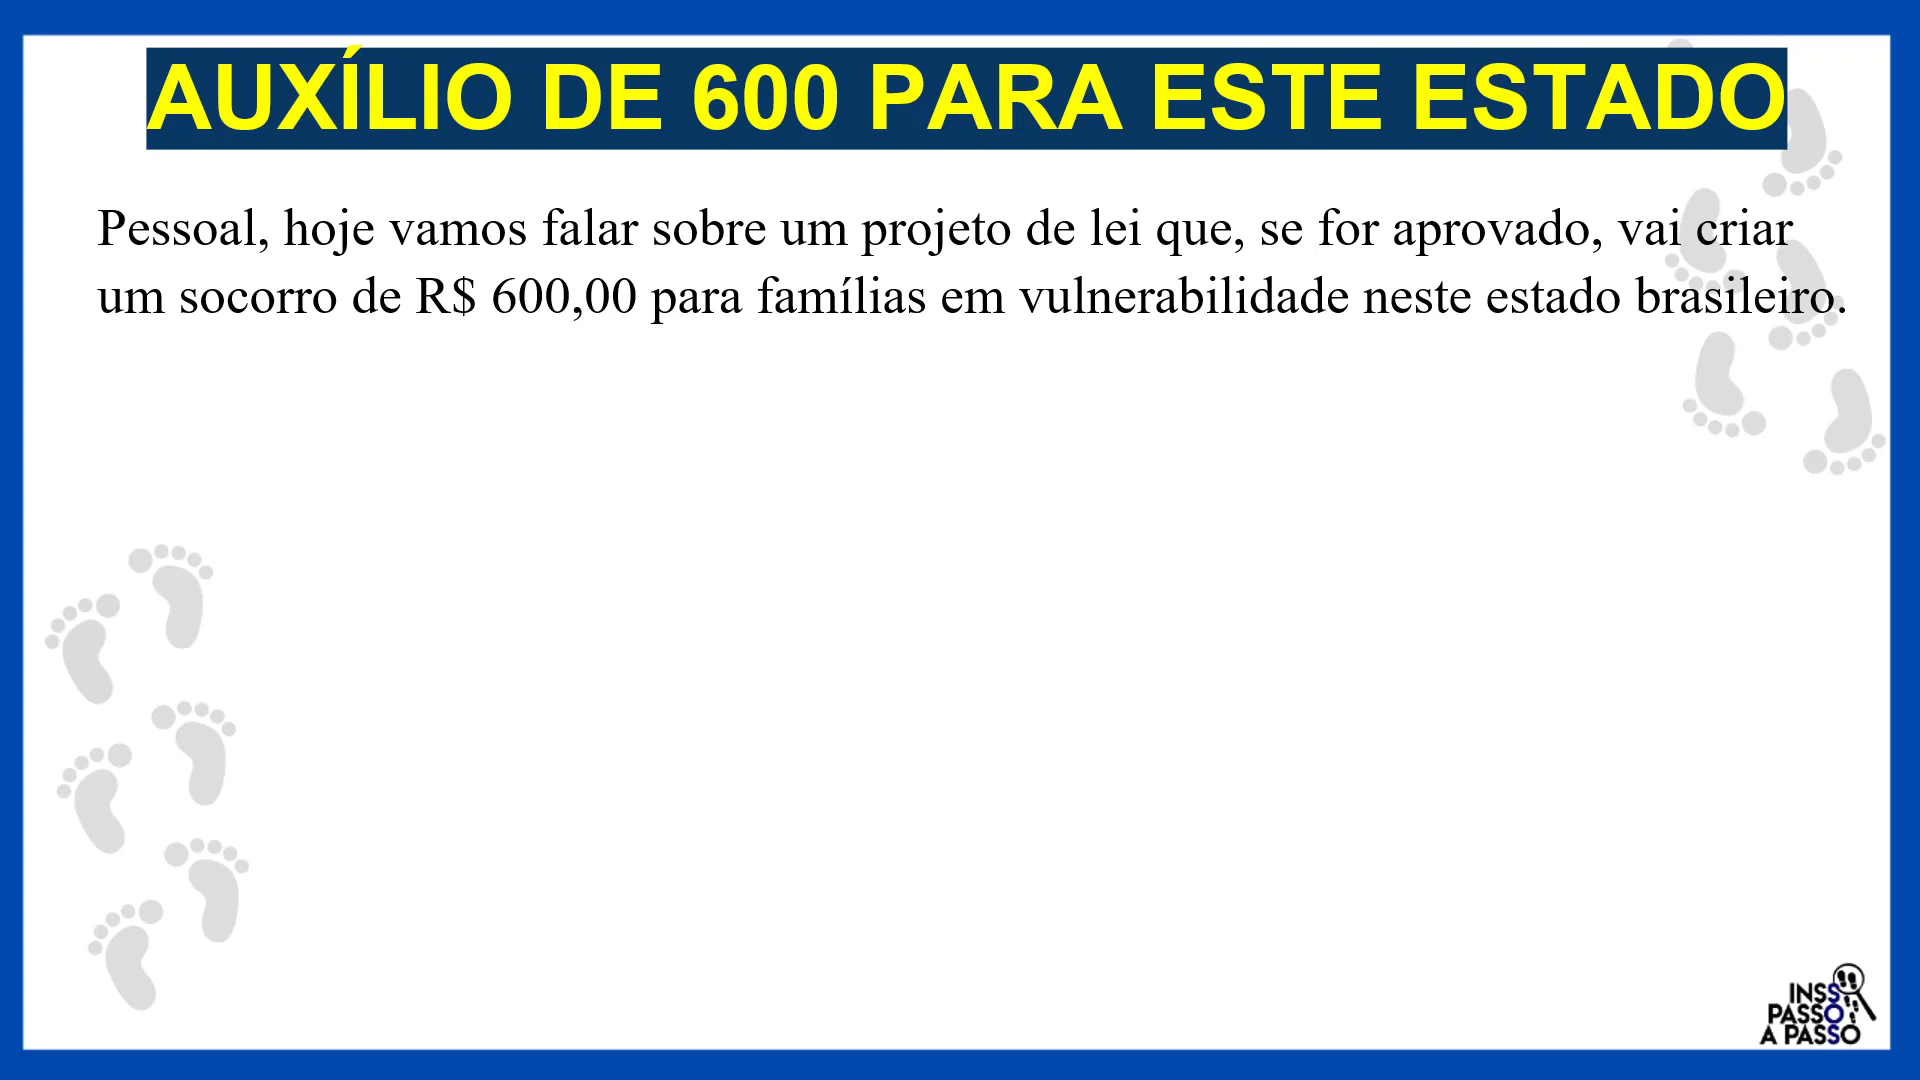 AUXÍLIO DE 600 PARA ESTE ESTADO
Pessoal, hoje vamos falar sobre um projeto de lei que, se for aprovado, vai criar
um socorro de R$ 600,00 para famílias em vulnerabilidade neste estado brasileiro.
INSS
PASSO
A PASSO